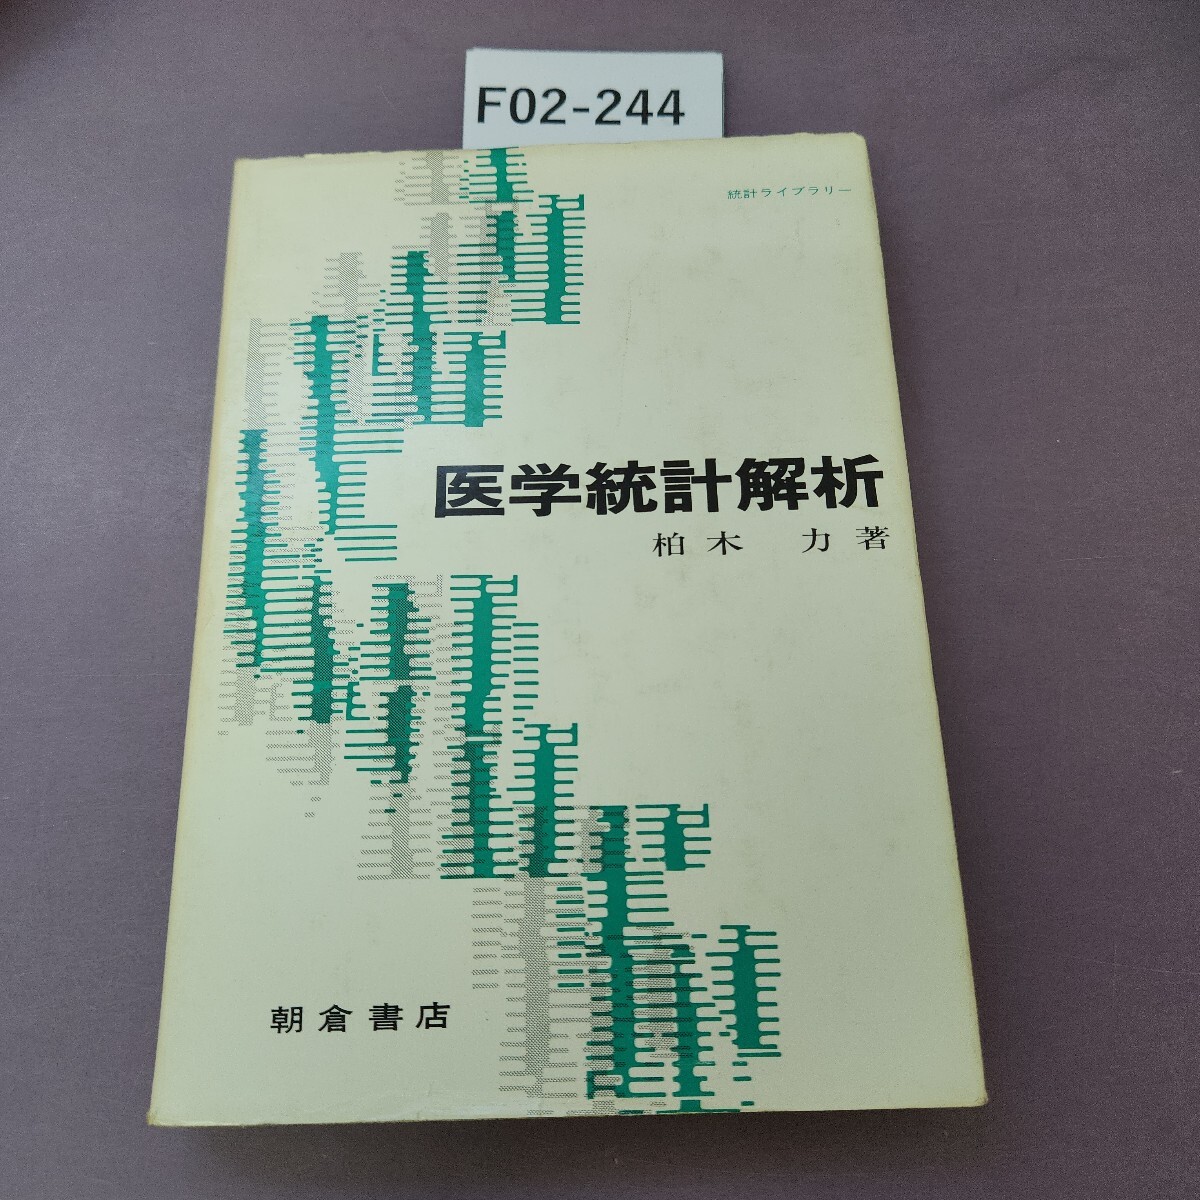 F02-244
統計ライブラリー
医学統計解析
柏木 力著
朝倉書店